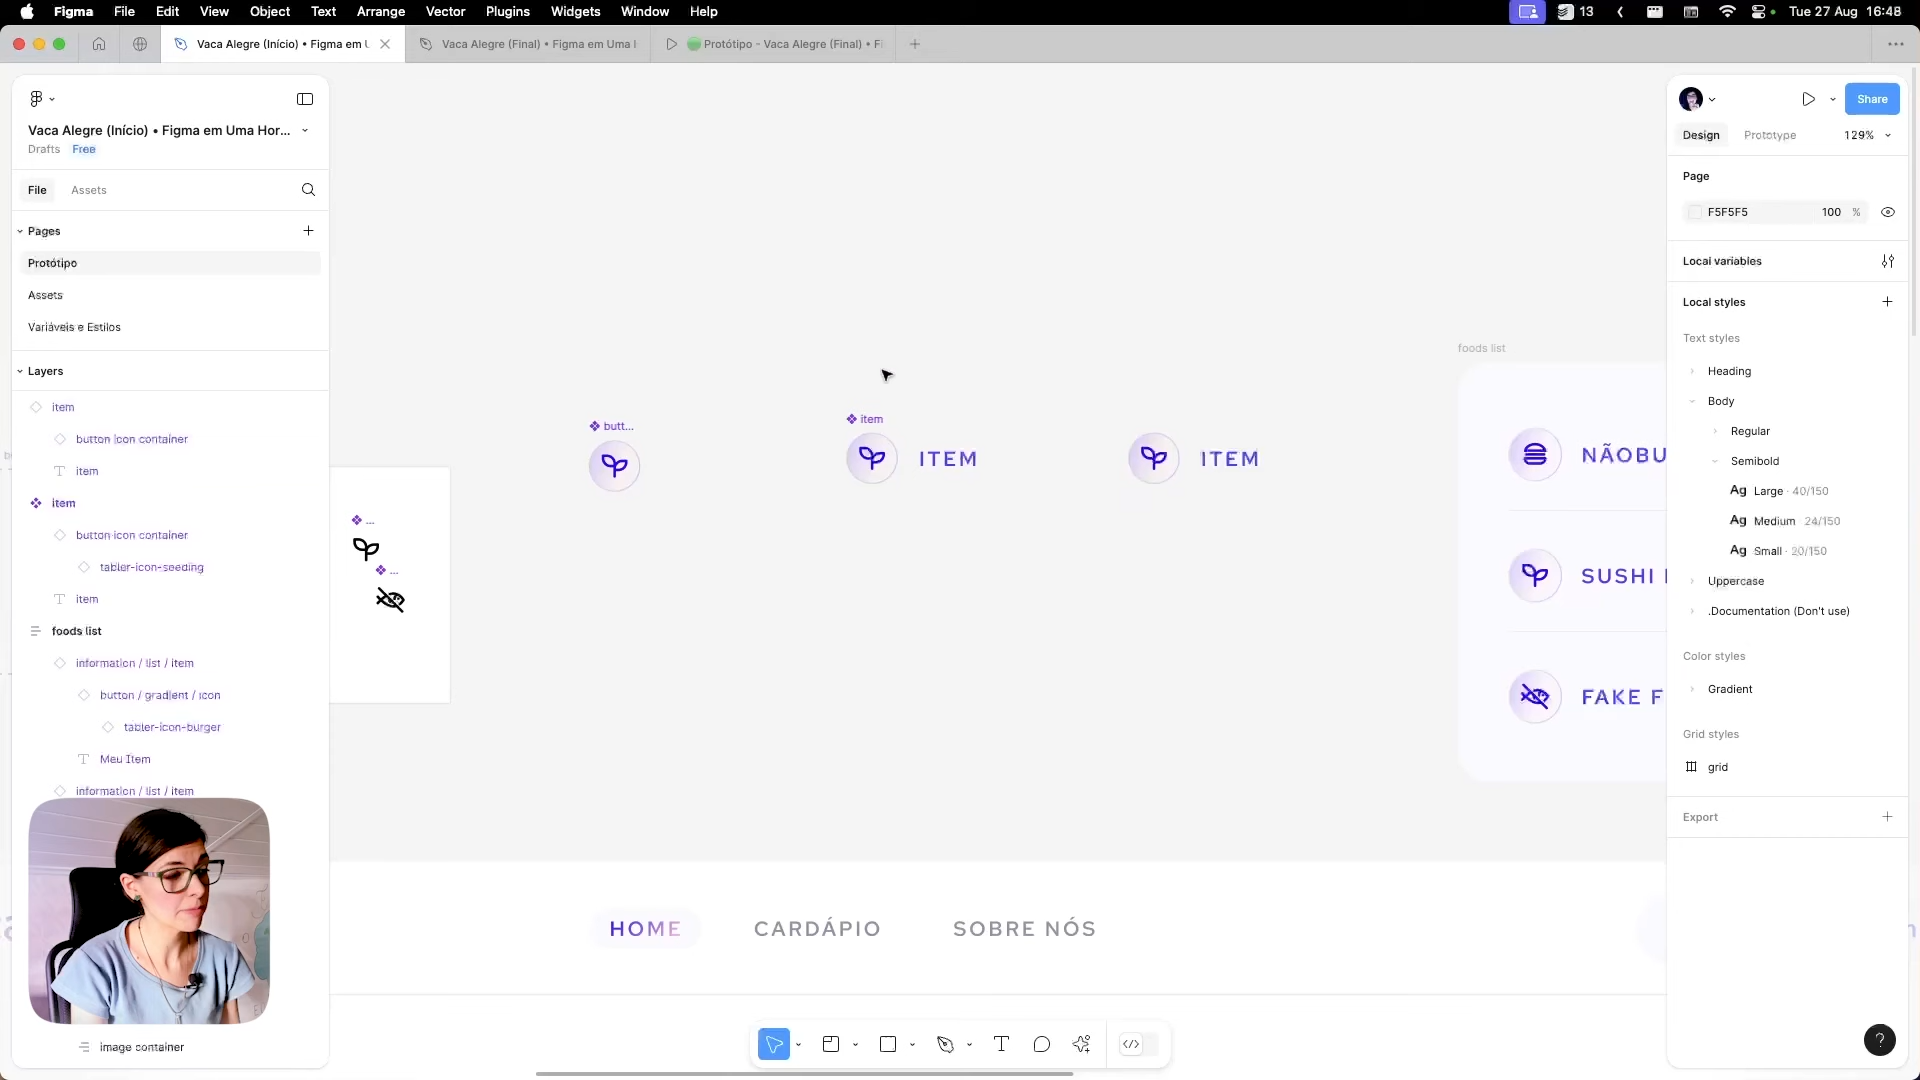 Figma File Edit View Object Text Arrange Vector Plugins Widgets Window Help
13
Tue 27 Aug 16:48
Vaca Alegre (Início) • Figma em U
Vaca Alegre (Final) • Figma em Uma
Protótipo - Vaca Alegre (Final) • Fi
Vaca Alegre (Início) • Figma em Uma Hor...
Drafts Free
File Assets
Pages
Protótipo
Assets
Variáveis e Estilos
Layers
item
button icon container
item
item
button icon container
tabler-icon-seeding
item
foods list
information / list / item
button / gradient / icon
tabler-icon-burger
Meu Item
information / list / item
image container
...
...
butt...
item
ITEM
ITEM
foods list
NÃOBU
SUSHI
FAKE F
HOME
CARDÁPIO
SOBRE NÓS
Share
Design Prototype 129%
Page
F5F5F5 100 %
Local variables
Local styles
Text styles
Heading
Body
Regular
Semibold
Ag Large · 40/150
Ag Medium · 24/150
Ag Small · 20/150
Uppercase
.Documentation (Don't use)
Color styles
Gradient
Grid styles
grid
Export
?